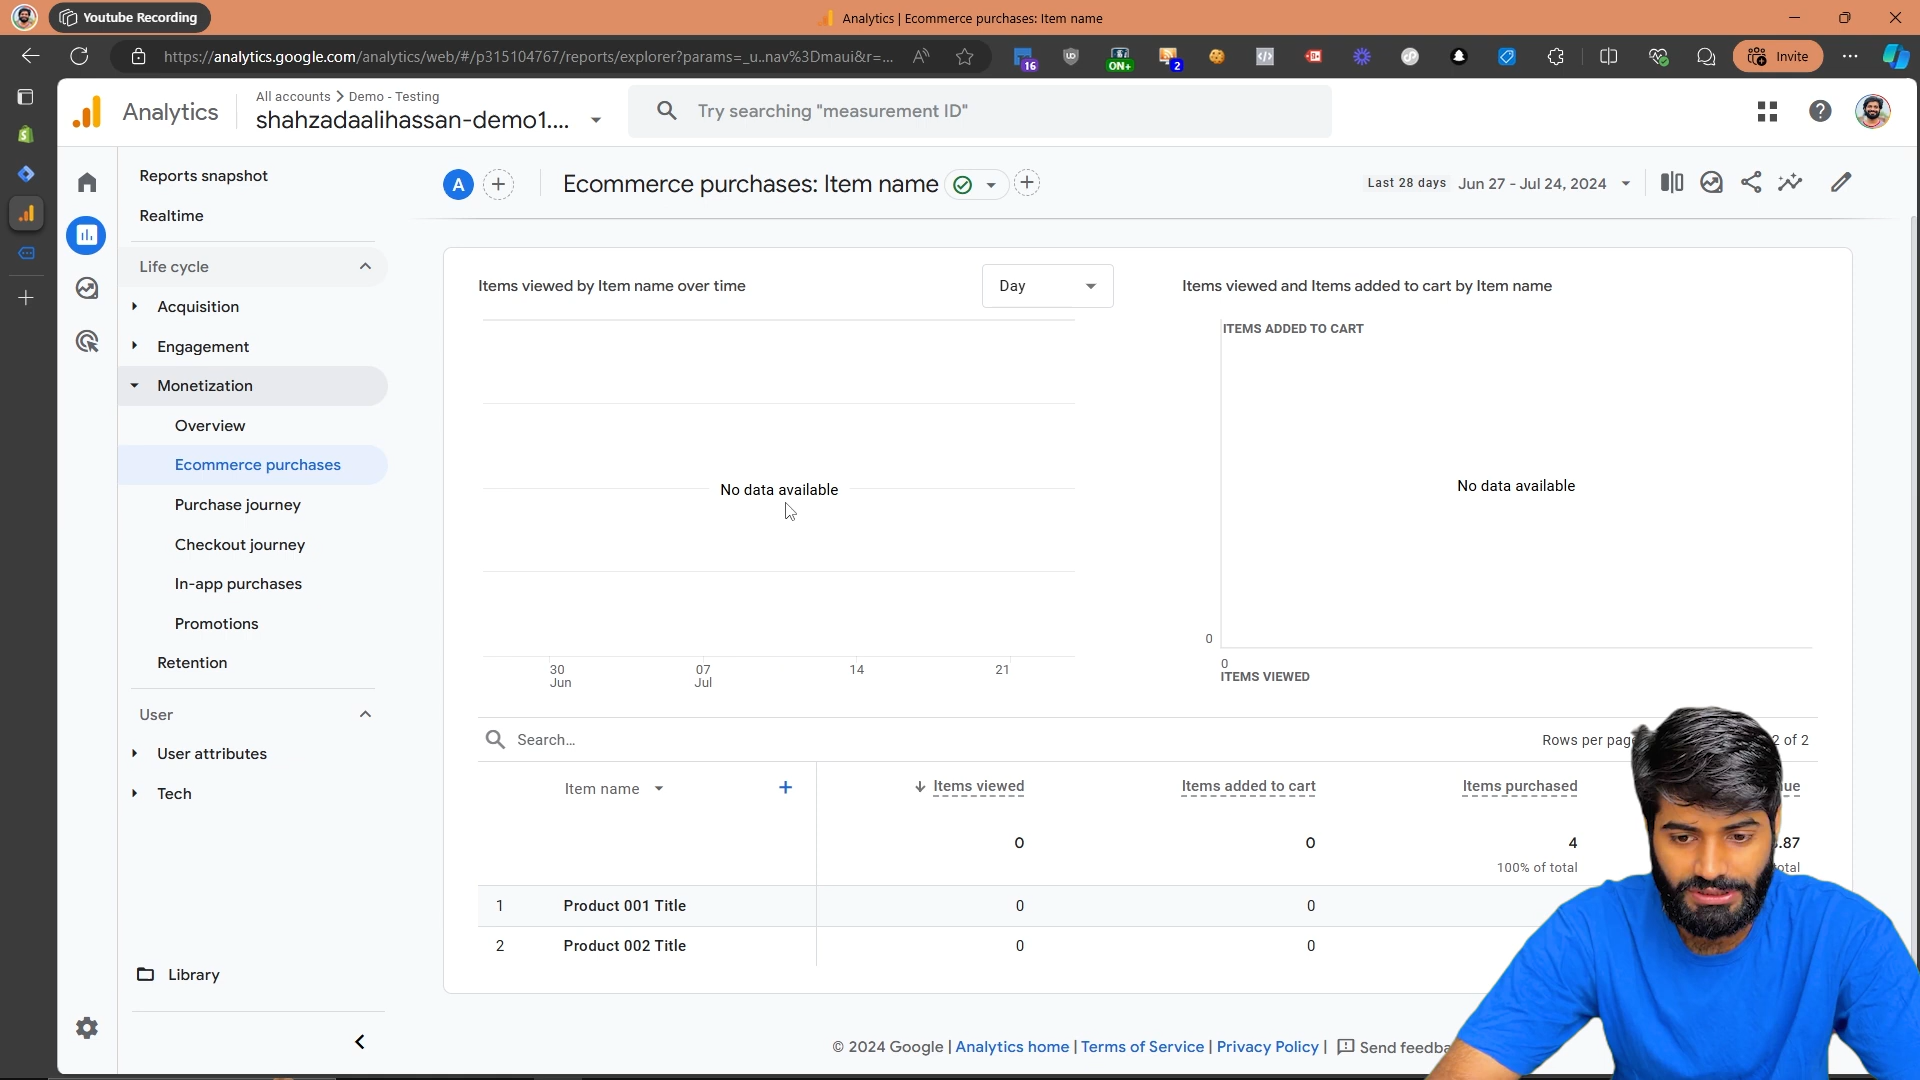 Youtube Recording
Analytics | Ecommerce purchases: Item name
https://analytics.google.com/analytics/web/#/p315104767/reports/explorer?params=_u..nav%3Dmaui&r=...
16
ON+
2
Invite
Analytics
All accounts > Demo - Testing
shahzadaalihassan-demo1....
Try searching "measurement ID"
Reports snapshot
Realtime
Life cycle
Acquisition
Engagement
Monetization
Overview
Ecommerce purchases
Purchase journey
Checkout journey
In-app purchases
Promotions
Retention
User
User attributes
Tech
Library
A
Ecommerce purchases: Item name
Last 28 days Jun 27 - Jul 24, 2024
Items viewed by Item name over time
Day
No data available
30 Jun
07 Jul
14
21
Items viewed and Items added to cart by Item name
ITEMS ADDED TO CART
No data available
0
0
ITEMS VIEWED
Search...
Rows per page
2 of 2
Item name
Items viewed
Items added to cart
Items purchased
0 0 4 .87
100% of total
1 Product 001 Title 0 0
2 Product 002 Title 0 0
© 2024 Google | Analytics home | Terms of Service | Privacy Policy | Send feedba